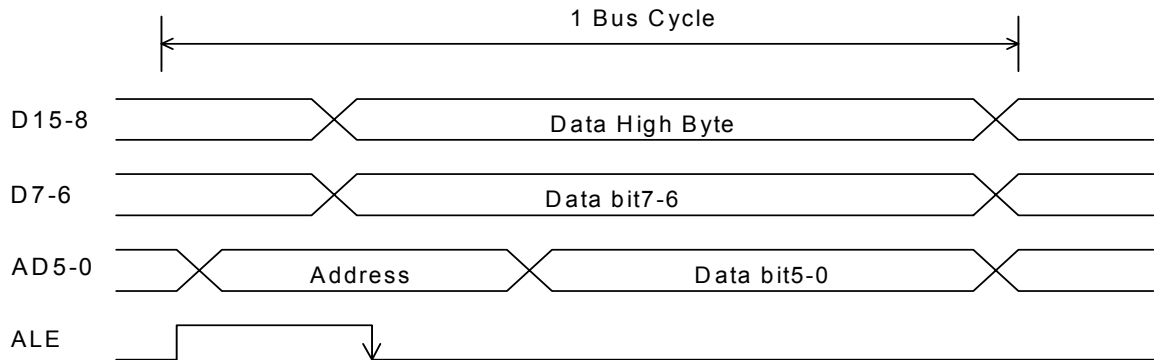 1 Bus Cycle
D15-8
Data High Byte
D7-6
Data bit7-6
AD5-0
Address
Data bit5-0
ALE